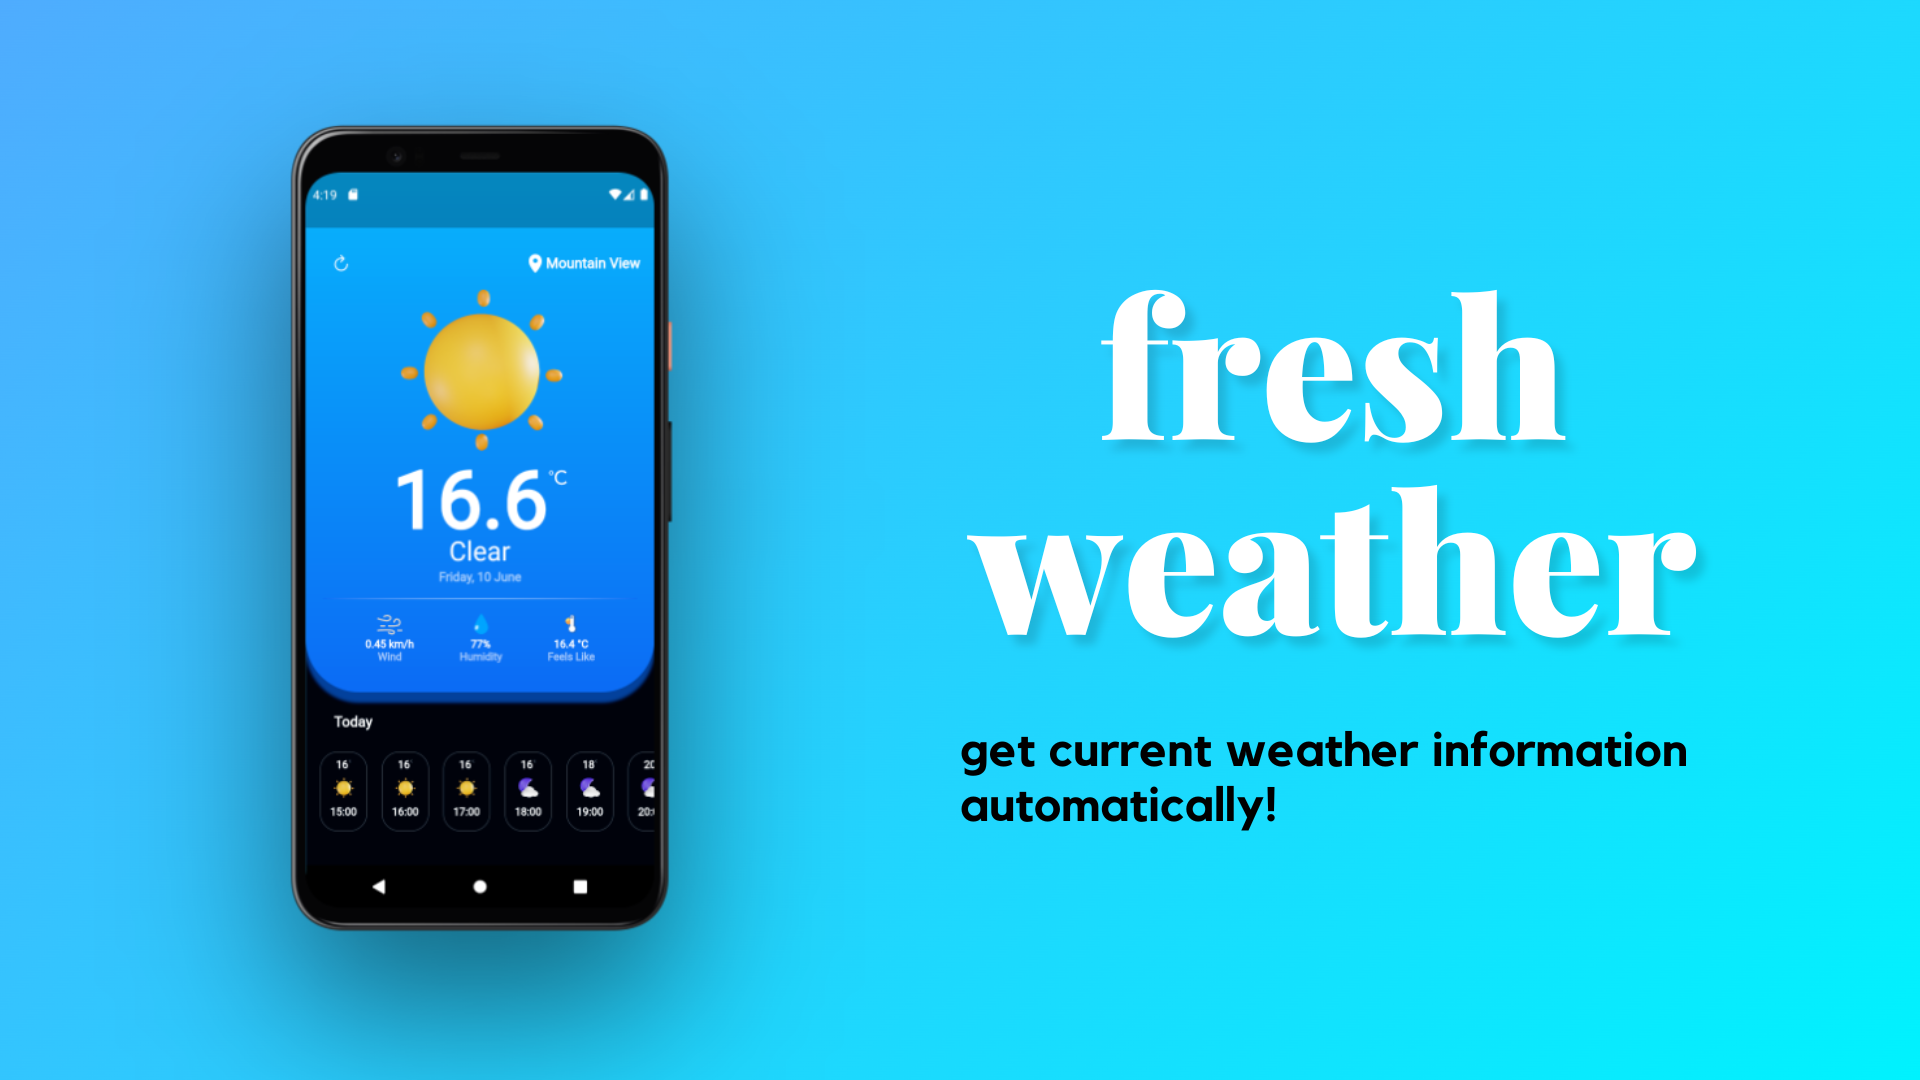 4:19
Mountain View
16.6 °C
Clear
Friday, 10 June
0.45 km/h 77% 16.4 °C
Wind Humidity Feels Like
Today
16 16 16 16 18 20
15:00 16:00 17:00 18:00 19:00
fresh
weather
get current weather information
automatically!